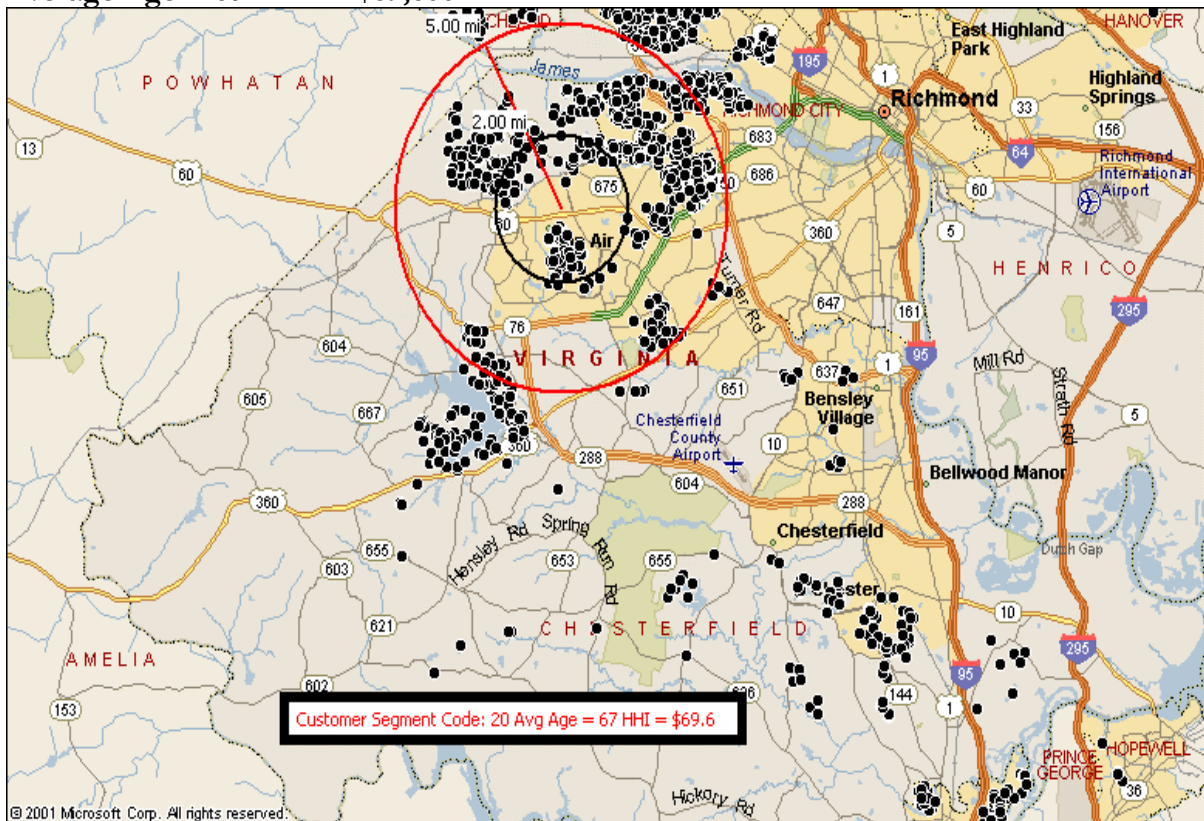 5.00 mi
HANOVER
East Highland
Park
POWHATAN
James
195
1
Highland
Springs
Richmond
2.00 mi
RICHMOND CITY
33
13
683
156
64
Richmond
International
Airport
60
675
150
686
60
60
5
Air
360
HENRICO
Turner Rd
647
161
295
76
604
VIRGINIA
95
1
Mill Rd
637
651
605
667
Bensley
Village
Strath Rd
5
Chesterfield
County
Airport
10
360
288
Bellwood Manor
604
360
288
Chesterfield
Dutch Gap
Hensley Rd
Spring Run Rd
655
653
655
603
10
621
CHESTERFIELD
295
AMELIA
95
602
144
153
1
Customer Segment Code: 20 Avg Age = 67 HHI = $69.6
PRINCE
GEORGE
HOPEWELL
36
Hickory Rd
© 2001 Microsoft Corp. All rights reserved.